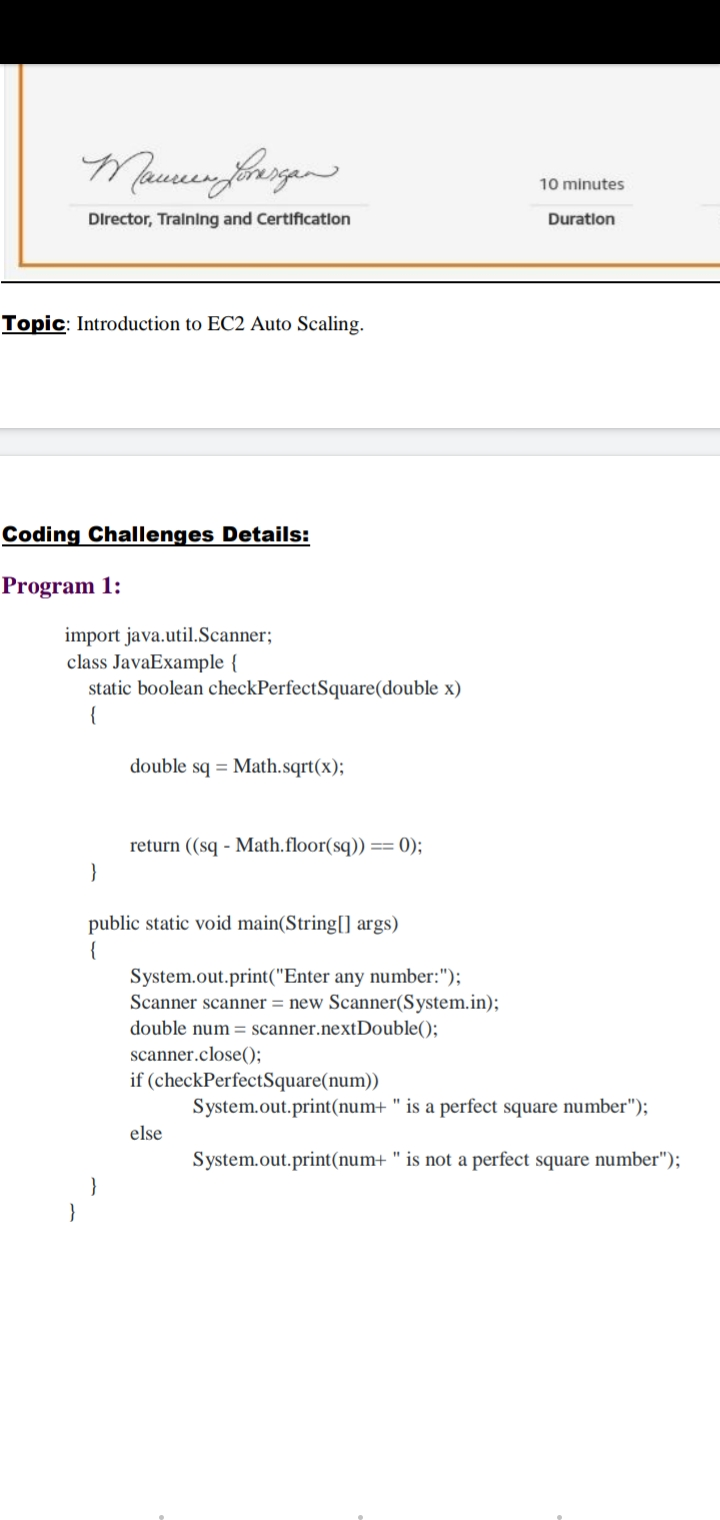 Maureen Lonergan
10 minutes
Director, Training and Certification
Duration
Topic: Introduction to EC2 Auto Scaling.
Coding Challenges Details:
Program 1:
import java.util.Scanner;
class JavaExample {
static boolean checkPerfectSquare(double x)
{
double sq = Math.sqrt(x);
return ((sq - Math.floor(sq)) == 0);
}
public static void main(String[] args)
{
System.out.print("Enter any number:");
Scanner scanner = new Scanner(System.in);
double num = scanner.nextDouble();
scanner.close();
if (checkPerfectSquare(num))
System.out.print(num+ " is a perfect square number");
else
System.out.print(num+ " is not a perfect square number");
}
}